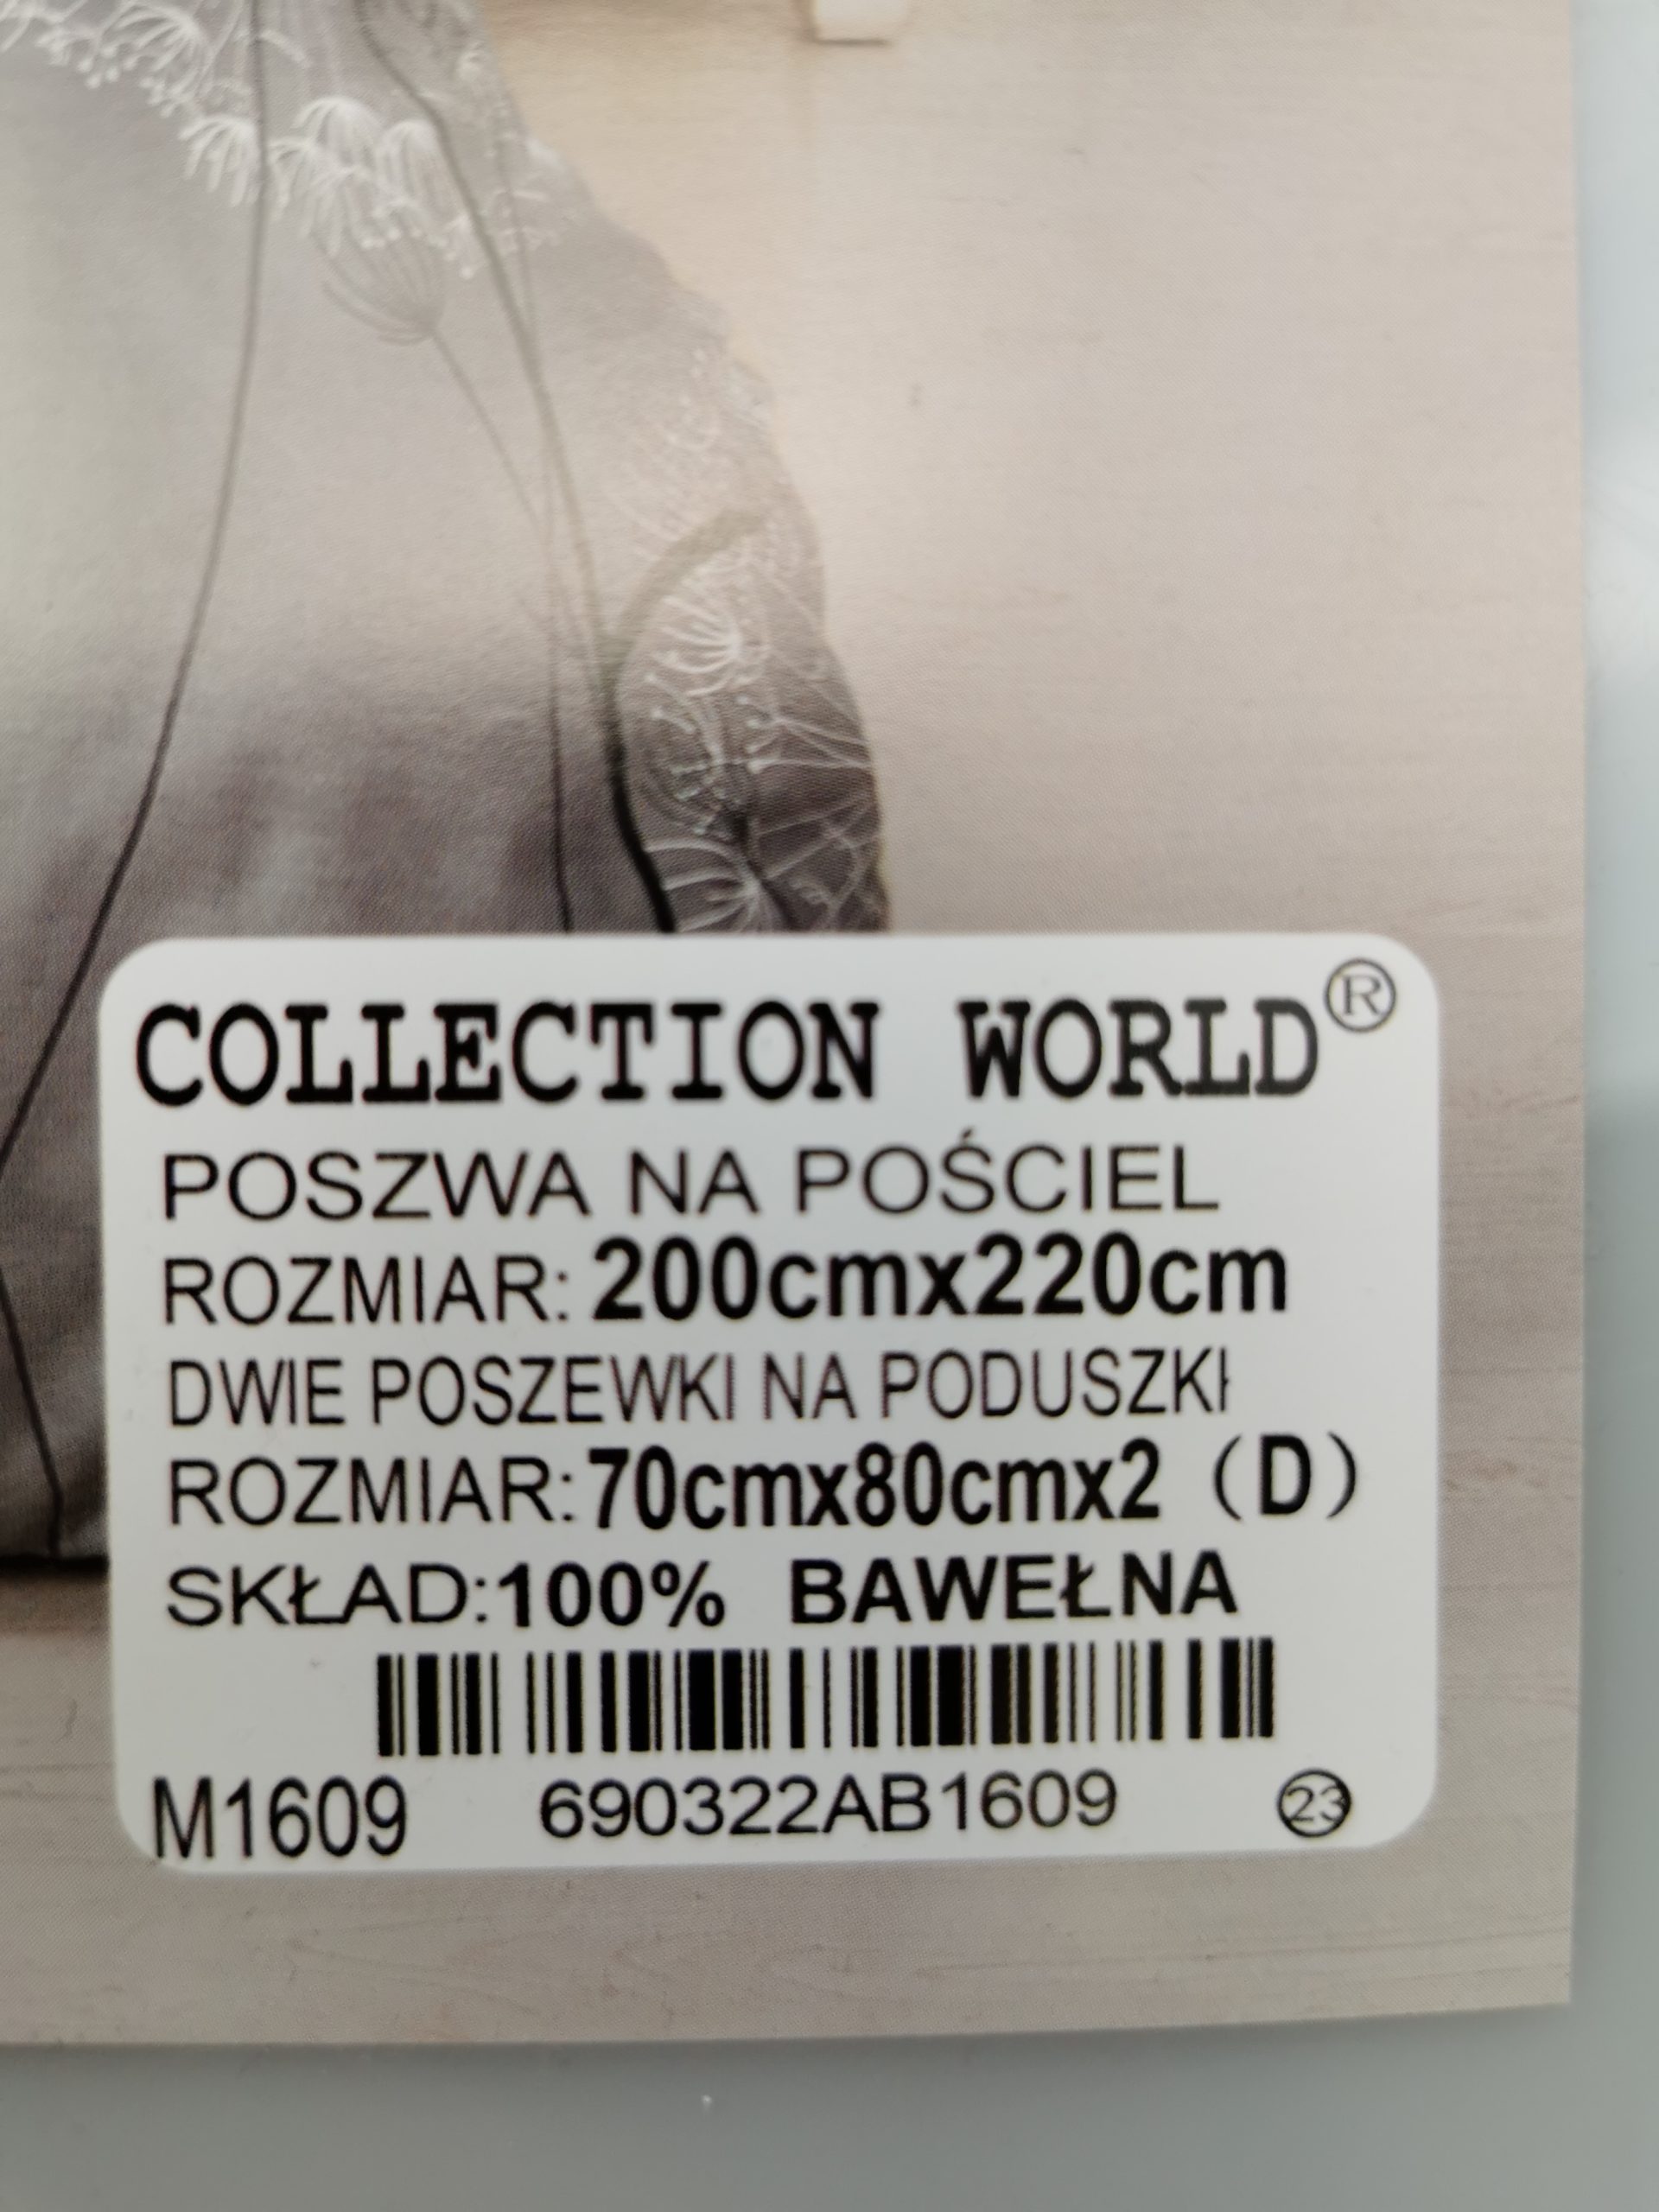 COLLECTION WORLD®
POSZWA NA POŚCIEL
ROZMIAR: 200cmx220cm
DWIE POSZEWKI NA PODUSZKI
ROZMIAR: 70cmx80cmx2 (D)
SKŁAD: 100% BAWEŁNA
M1609 690322AB1609 23